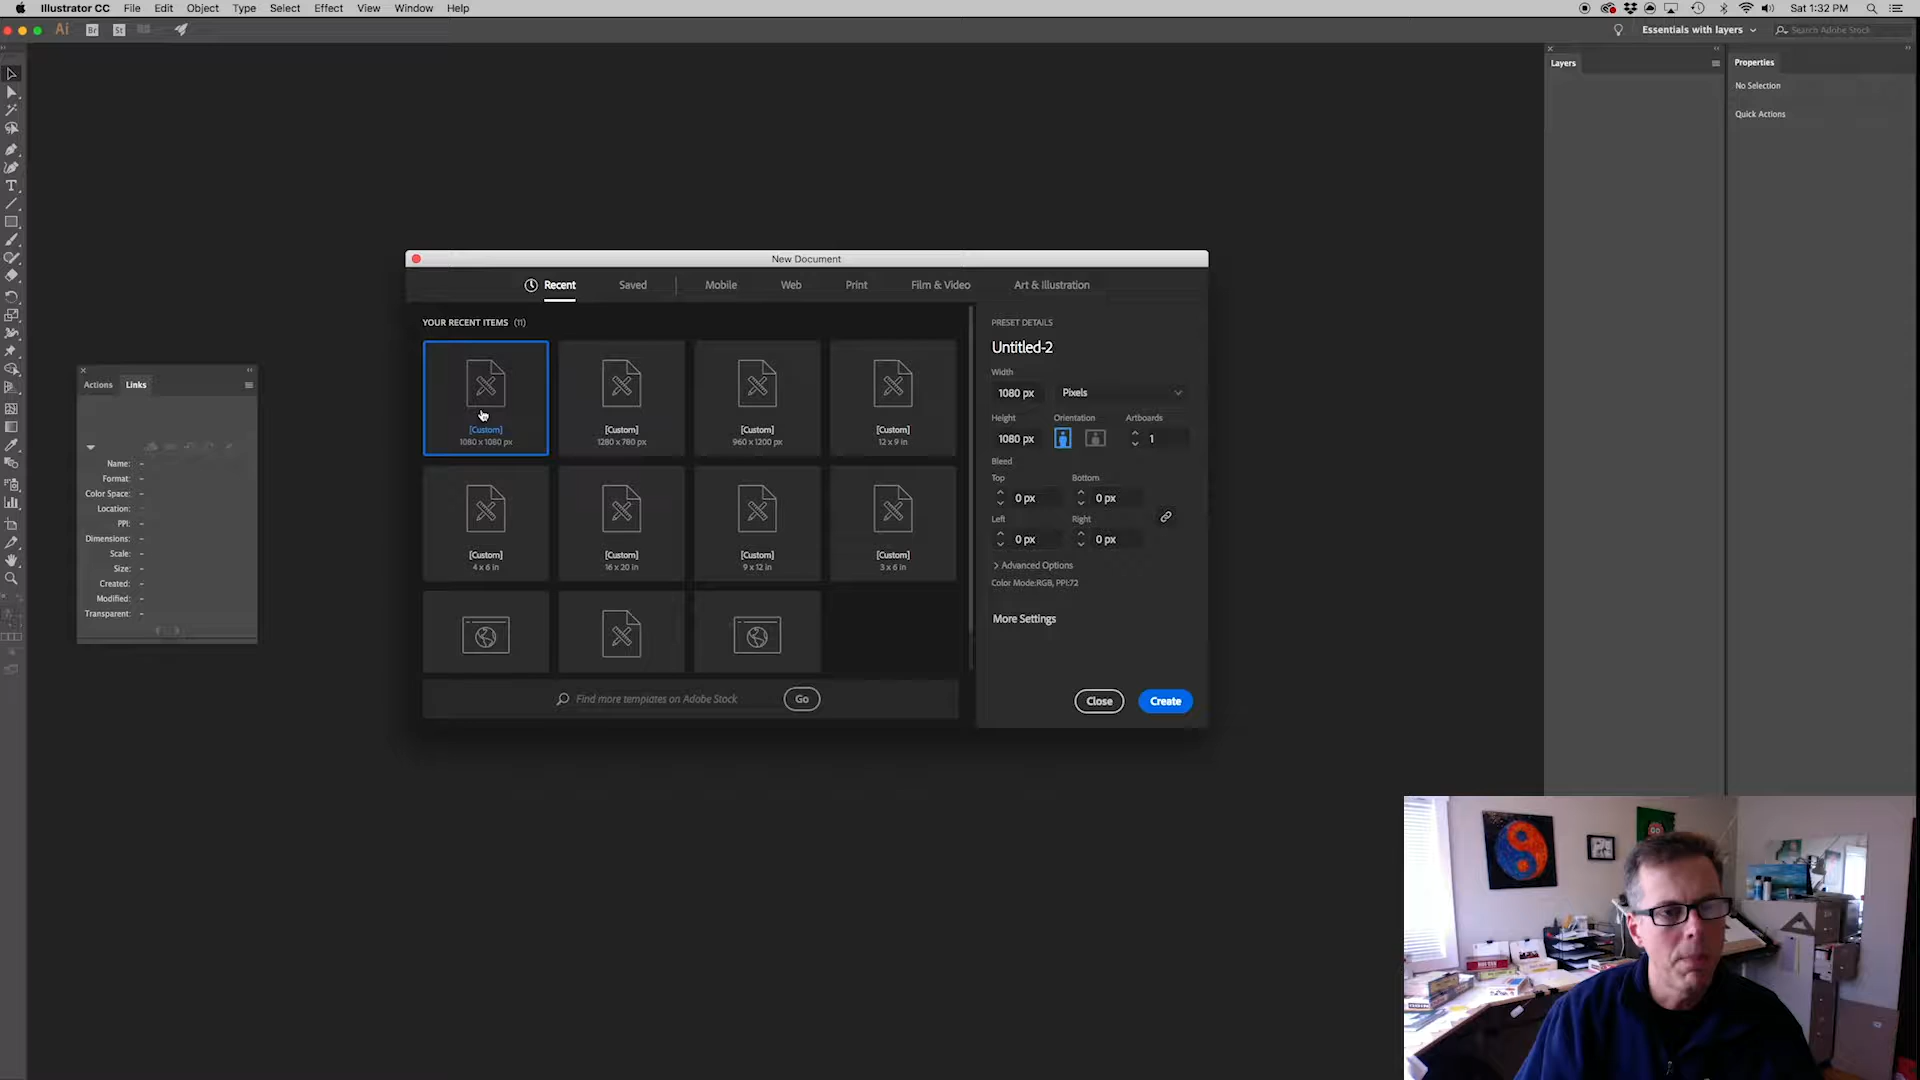 Illustrator CC File Edit Object Type Select Effect View Window Help
Sat 1:32 PM
Ai Br St
Essentials with layers
Search Adobe Stock
Layers
Properties
No Selection
Quick Actions
New Document
Recent Saved Mobile Web Print Film & Video Art & Illustration
YOUR RECENT ITEMS (11)
[Custom]
1080 x 1080 px
[Custom]
1280 x 780 px
[Custom]
960 x 1200 px
[Custom]
12 x 9 in
[Custom]
4 x 6 in
[Custom]
16 x 20 in
[Custom]
9 x 12 in
[Custom]
3 x 6 in
Find more templates on Adobe Stock
Go
PRESET DETAILS
Untitled-2
Width
1080 px Pixels
Height Orientation Artboards
1080 px 1
Bleed
Top Bottom
0 px 0 px
Left Right
0 px 0 px
> Advanced Options
Color Mode:RGB, PPI:72
More Settings
Close Create
Actions Links
Name: –
Format: –
Color Space: –
Location: –
PPI: –
Dimensions: –
Scale: –
Size: –
Created: –
Modified: –
Transparent: –